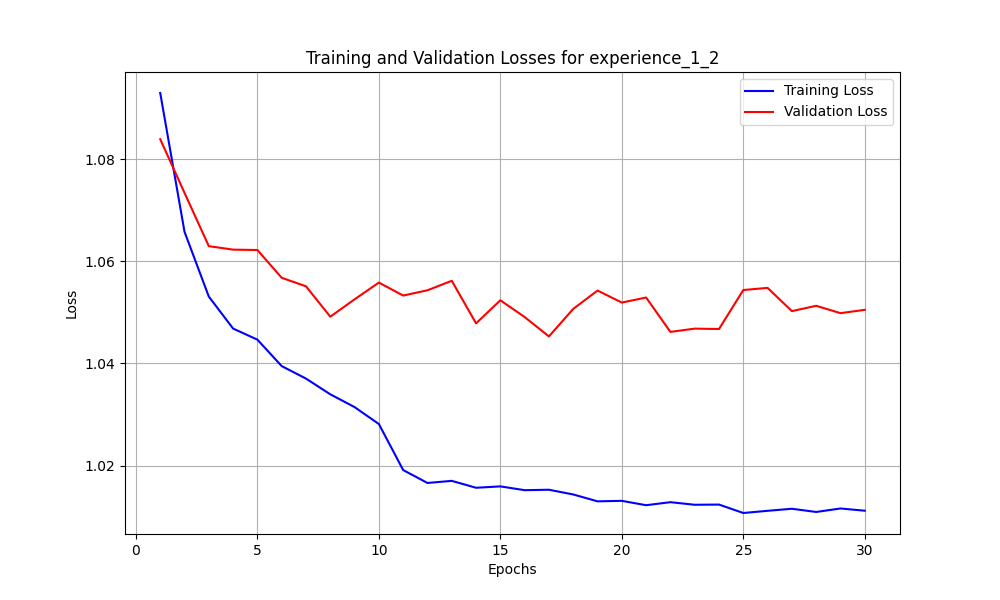 Training and Validation Losses for experience_1_2
Training Loss
Validation Loss
1.08
1.06
1.04
1.02
Loss
0 5 10 15 20 25 30
Epochs